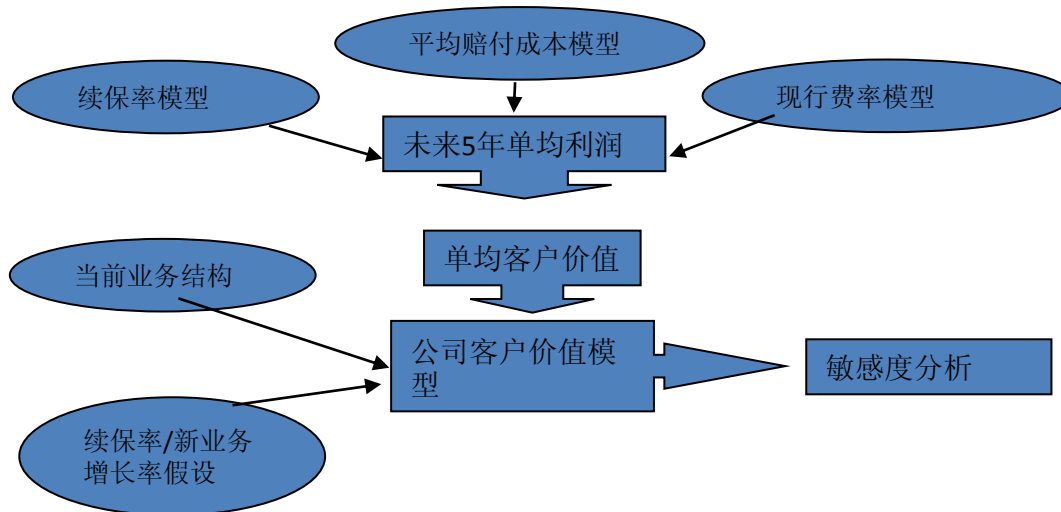 平均赔付成本模型
续保率模型
现行费率模型
未来5年单均利润
单均客户价值
当前业务结构
公司客户价值模
型
敏感度分析
续保率/新业务
增长率假设